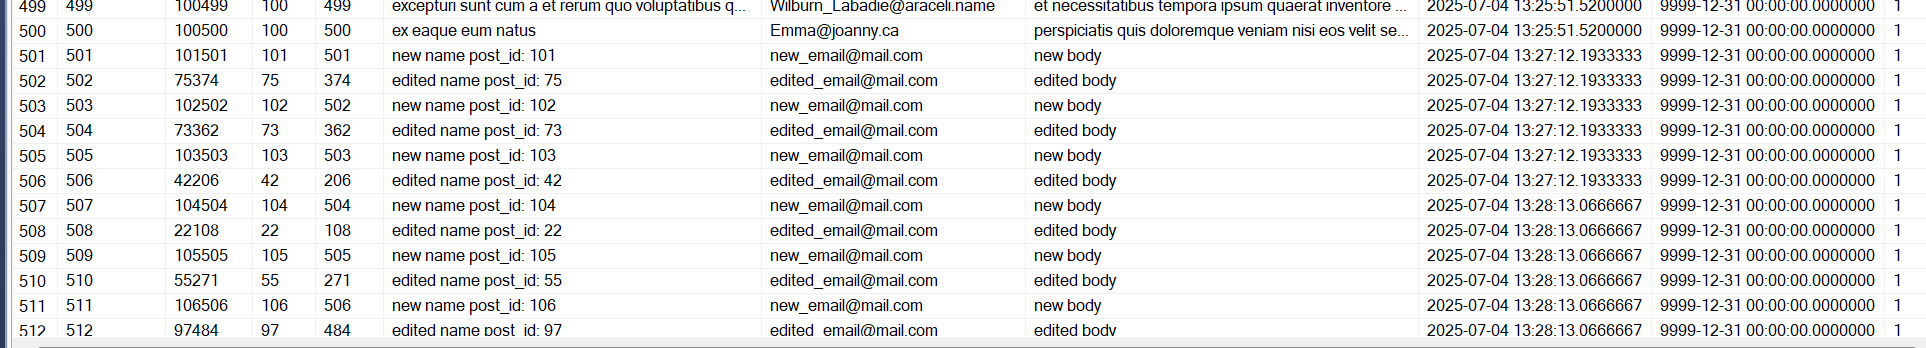 499 499 100499 100 499 excepturi sunt cum a et rerum quo voluptatibus q... Wilburn_Labadie@araceli.name et necessitatibus tempora ipsum quaerat inventore ... 2025-07-04 13:25:51.5200000 9999-12-31 00:00:00.0000000 1
500 500 100500 100 500 ex eaque eum natus Emma@joanny.ca perspiciatis quis doloremque veniam nisi eos velit se... 2025-07-04 13:25:51.5200000 9999-12-31 00:00:00.0000000 1
501 501 101501 101 501 new name post_id: 101 new_email@mail.com new body 2025-07-04 13:27:12.1933333 9999-12-31 00:00:00.0000000 1
502 502 75374 75 374 edited name post_id: 75 edited_email@mail.com edited body 2025-07-04 13:27:12.1933333 9999-12-31 00:00:00.0000000 1
503 503 102502 102 502 new name post_id: 102 new_email@mail.com new body 2025-07-04 13:27:12.1933333 9999-12-31 00:00:00.0000000 1
504 504 73362 73 362 edited name post_id: 73 edited_email@mail.com edited body 2025-07-04 13:27:12.1933333 9999-12-31 00:00:00.0000000 1
505 505 103503 103 503 new name post_id: 103 new_email@mail.com new body 2025-07-04 13:27:12.1933333 9999-12-31 00:00:00.0000000 1
506 506 42206 42 206 edited name post_id: 42 edited_email@mail.com edited body 2025-07-04 13:27:12.1933333 9999-12-31 00:00:00.0000000 1
507 507 104504 104 504 new name post_id: 104 new_email@mail.com new body 2025-07-04 13:28:13.0666667 9999-12-31 00:00:00.0000000 1
508 508 22108 22 108 edited name post_id: 22 edited_email@mail.com edited body 2025-07-04 13:28:13.0666667 9999-12-31 00:00:00.0000000 1
509 509 105505 105 505 new name post_id: 105 new_email@mail.com new body 2025-07-04 13:28:13.0666667 9999-12-31 00:00:00.0000000 1
510 510 55271 55 271 edited name post_id: 55 edited_email@mail.com edited body 2025-07-04 13:28:13.0666667 9999-12-31 00:00:00.0000000 1
511 511 106506 106 506 new name post_id: 106 new_email@mail.com new body 2025-07-04 13:28:13.0666667 9999-12-31 00:00:00.0000000 1
512 512 97484 97 484 edited name post_id: 97 edited_email@mail.com edited body 2025-07-04 13:28:13.0666667 9999-12-31 00:00:00.0000000 1